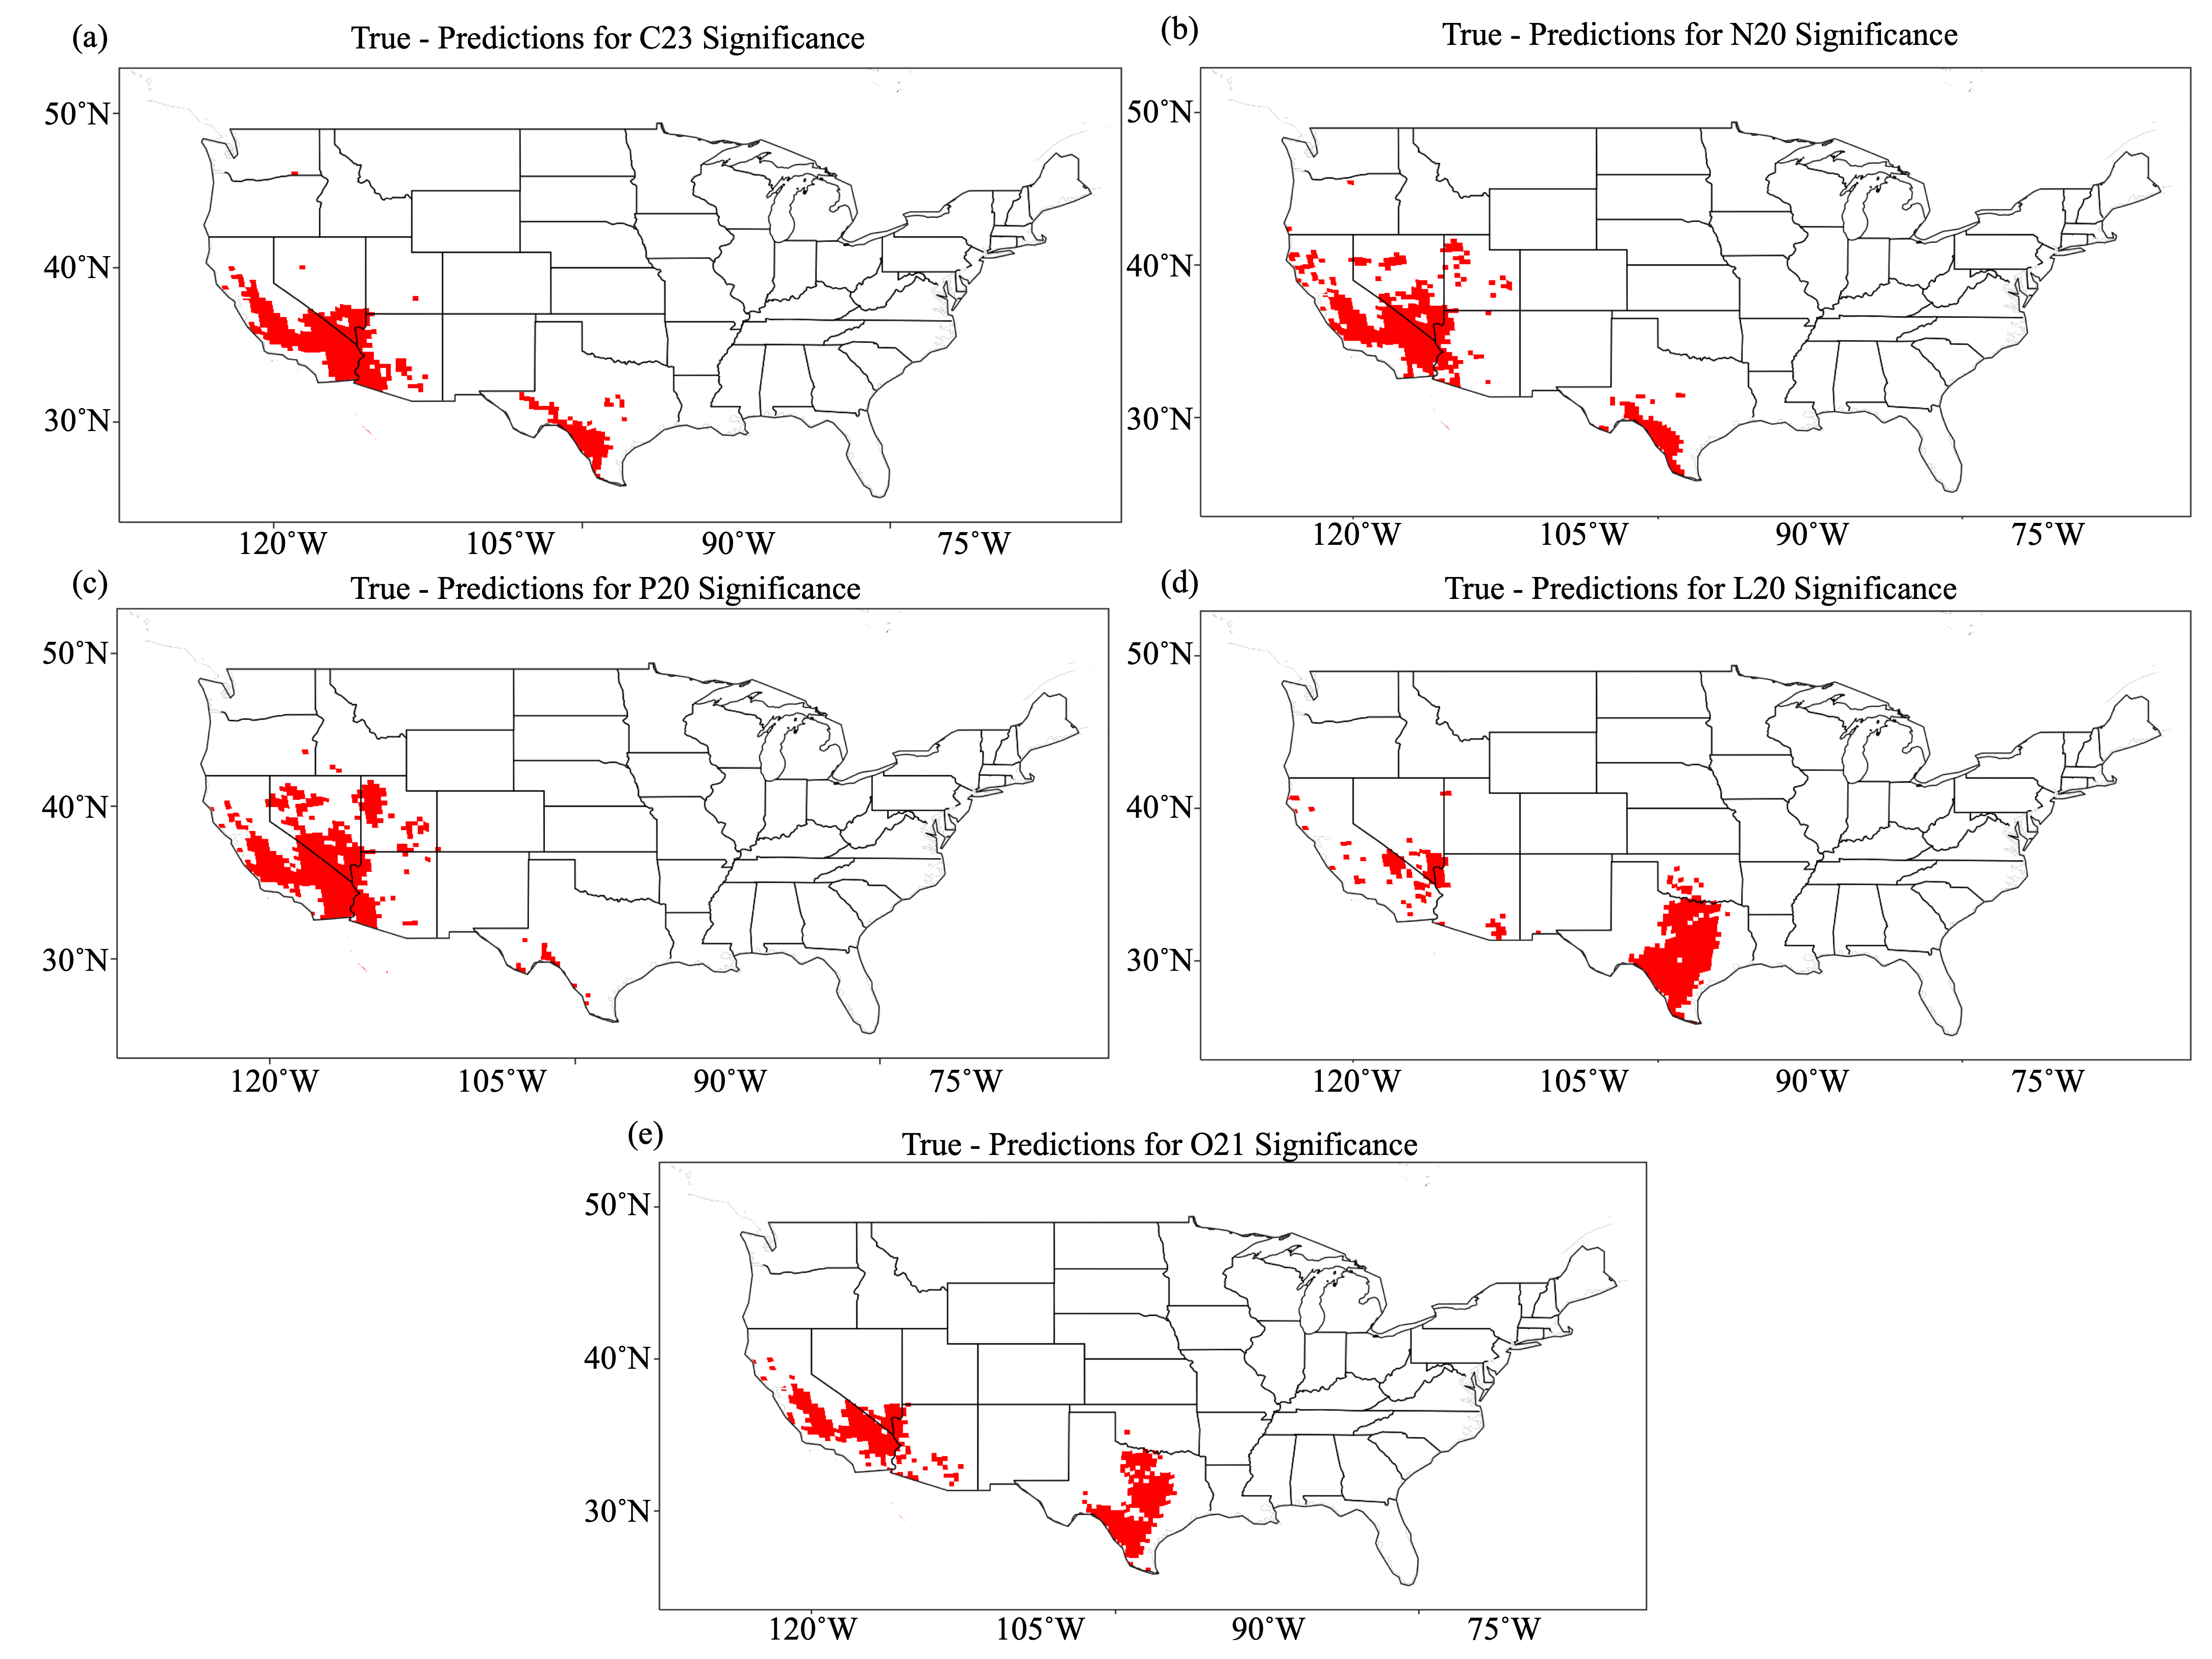 (a) True - Predictions for C23 Significance
50°N
40°N
30°N
120°W 105°W 90°W 75°W
(b) True - Predictions for N20 Significance
50°N
40°N
30°N
120°W 105°W 90°W 75°W
(c) True - Predictions for P20 Significance
50°N
40°N
30°N
120°W 105°W 90°W 75°W
(d) True - Predictions for L20 Significance
50°N
40°N
30°N
120°W 105°W 90°W 75°W
(e) True - Predictions for O21 Significance
50°N
40°N
30°N
120°W 105°W 90°W 75°W